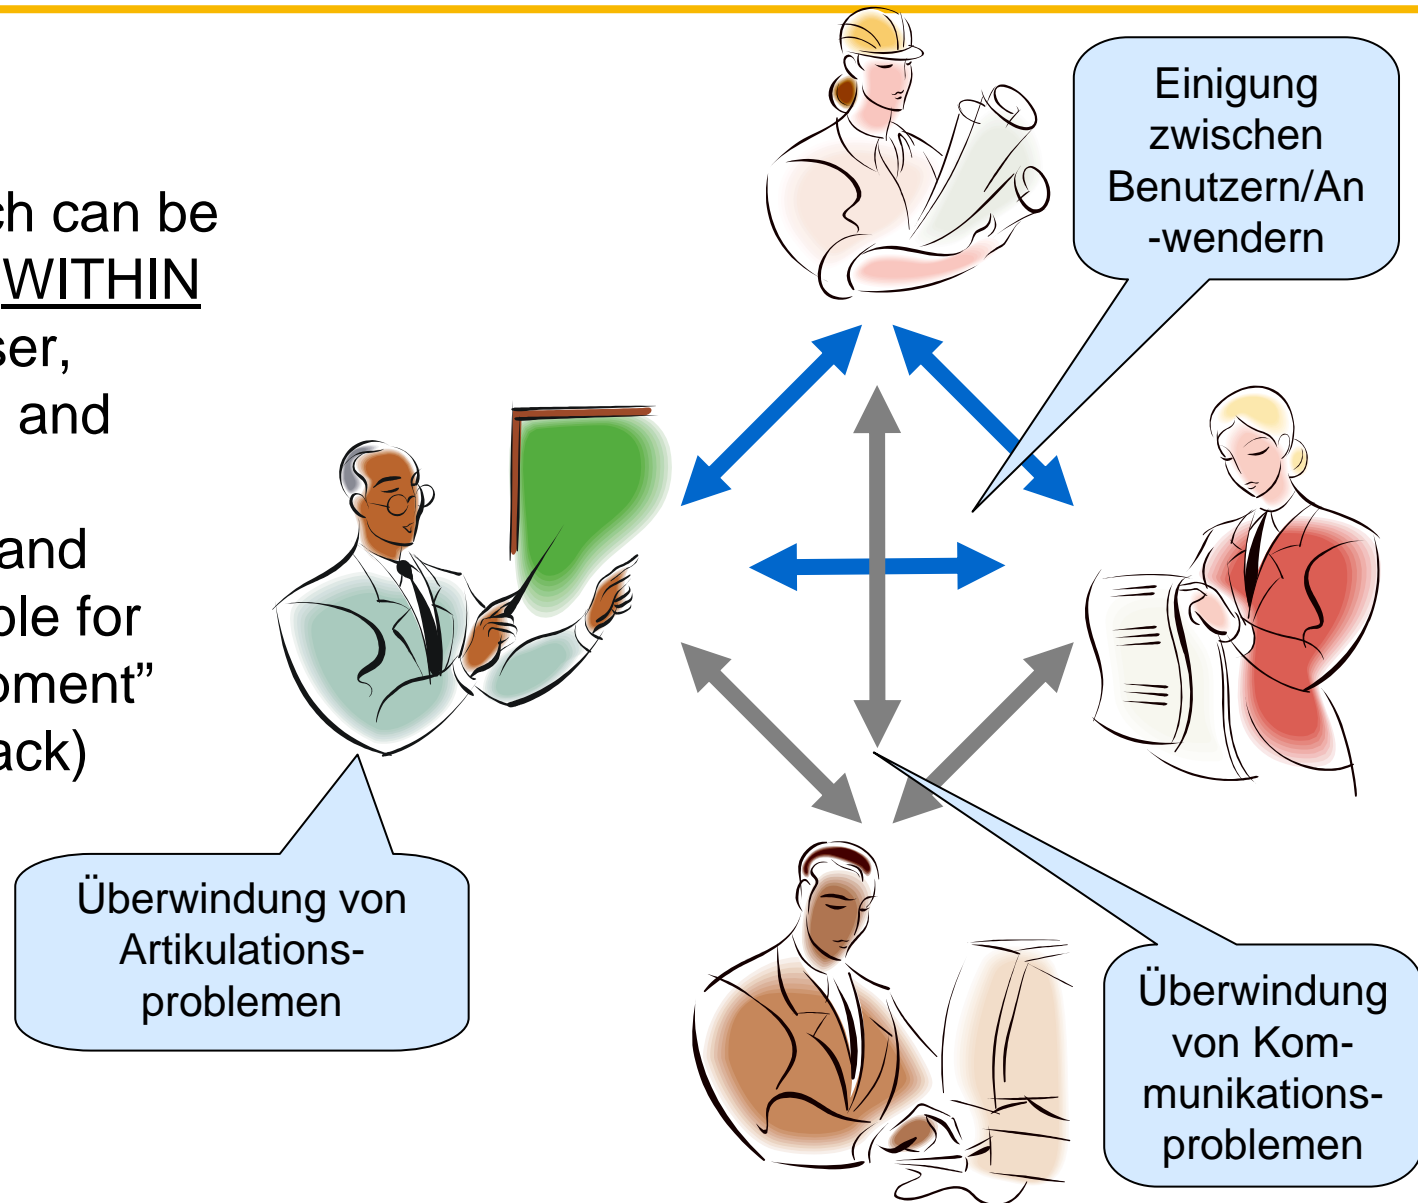 Einigung
zwischen
Benutzern/An
-wendern
ch can be
WITHIN
ser,
and
and
ble for
oment”
ack)
Überwindung von
Artikulations-
problemen
Überwindung
von Kom-
munikations-
problemen